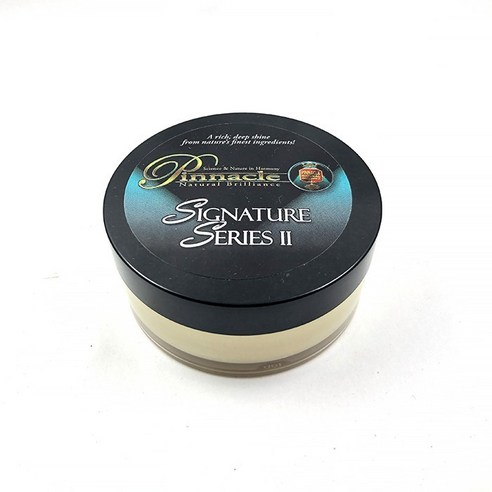 A rich, deep shine
from nature's finest ingredients!
Science & Nature in Harmony
Pinnacle
Natural Brilliance
SIGNATURE
SERIES II